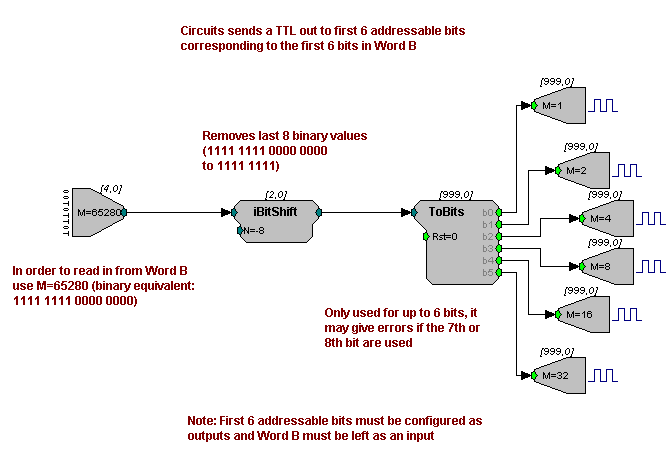 Circuits sends a TTL out to first 6 addressable bits
corresponding to the first 6 bits in Word B
[999,0]
M=1
Removes last 8 binary values
(1111 1111 0000 0000
to 1111 1111)
[999,0]
M=2
[4,0]
M=65280
[2,0]
iBitShift
N=-8
[999,0]
ToBits
Rst=0
b0
b1
b2
b3
b4
b5
[999,0]
M=4
[999,0]
M=8
In order to read in from Word B
use M=65280 (binary equivalent:
1111 1111 0000 0000)
[999,0]
M=16
Only used for up to 6 bits, it
may give errors if the 7th or
8th bit are used
[999,0]
M=32
Note: First 6 addressable bits must be configured as
outputs and Word B must be left as an input